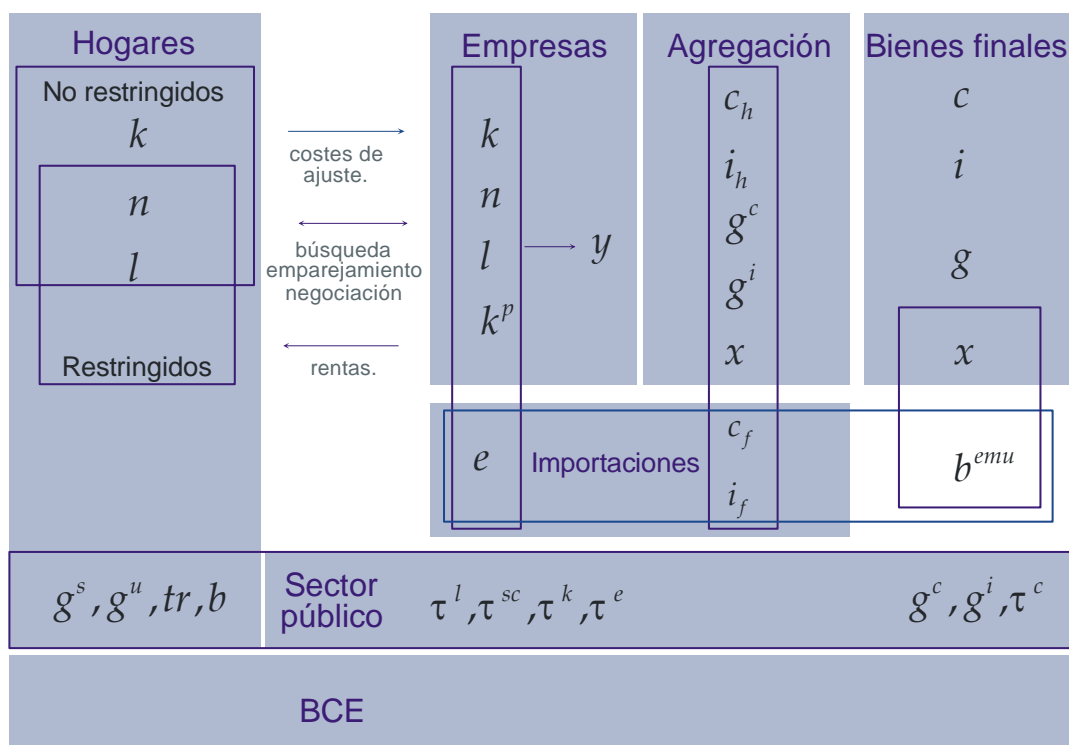 Hogares
No restringidos
k
n
l
Restringidos
costes de
ajuste.
búsqueda
emparejamiento
negociación
rentas.
Empresas
k
n
l
k^p
y
e
Agregación
c_h
i_h
g^c
g^i
x
Importaciones
c_f
i_f
Bienes finales
c
i
g
x
b^emu
g^s, g^u, tr, b
Sector
público
τ^l, τ^sc, τ^k, τ^e
g^c, g^i, τ^c
BCE